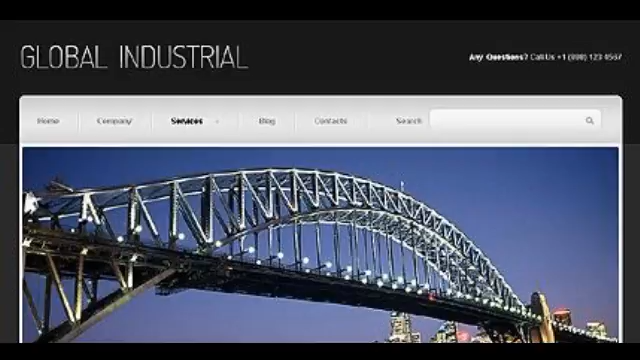 GLOBAL INDUSTRIAL
Any Questions? Call Us +1 (800) 123 4567
Home Company Services Blog Contacts Search